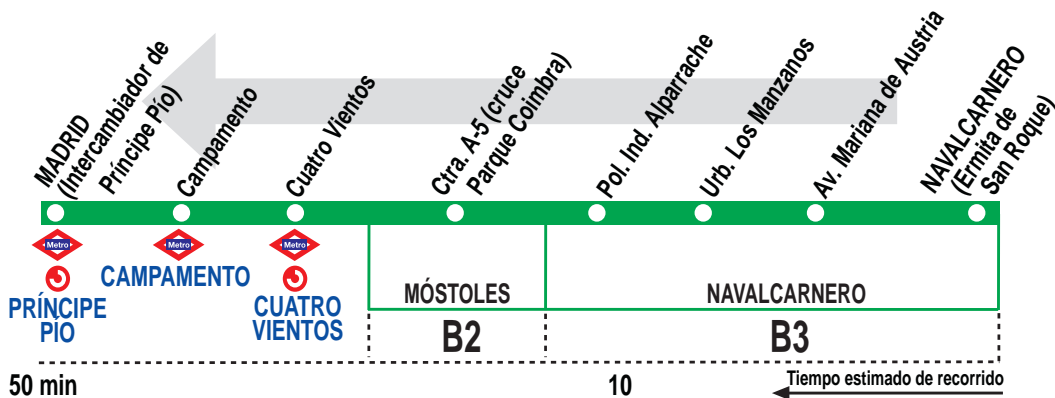 MADRID
(Intercambiador de
Príncipe Pío)
Campamento
Cuatro Vientos
Ctra. A-5 (cruce
Parque Coimbra)
Pol. Ind. Alparrache
Urb. Los Manzanos
Av. Mariana de Austria
NAVALCARNERO
(Ermita de
San Roque)
Metro
Metro
Metro
PRÍNCIPE
PÍO
CAMPAMENTO
CUATRO
VIENTOS
MÓSTOLES
NAVALCARNERO
B2
B3
50 min
10
Tiempo estimado de recorrido